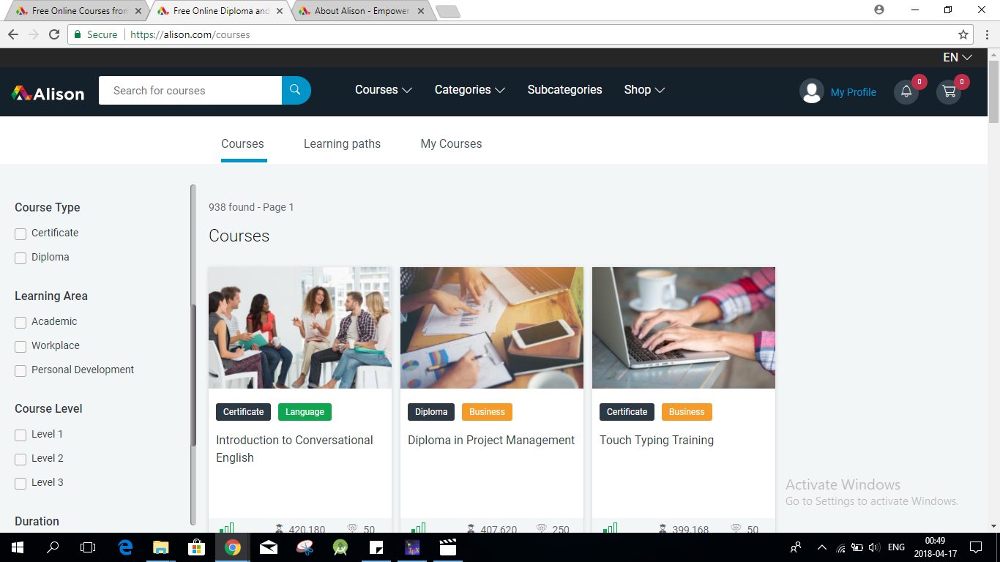 Free Online Courses from
Free Online Diploma and
About Alison - Empower
Secure
https://alison.com/courses
EN
Alison
Search for courses
Courses
Categories
Subcategories
Shop
My Profile
0
0
Courses
Learning paths
My Courses
Course Type
Certificate
Diploma
Learning Area
Academic
Workplace
Personal Development
Course Level
Level 1
Level 2
Level 3
Duration
938 found - Page 1
Courses
Certificate
Language
Introduction to Conversational
English
420,180
50
Diploma
Business
Diploma in Project Management
407,620
250
Certificate
Business
Touch Typing Training
399,168
50
Activate Windows
Go to Settings to activate Windows.
ENG
00:49
2018-04-17